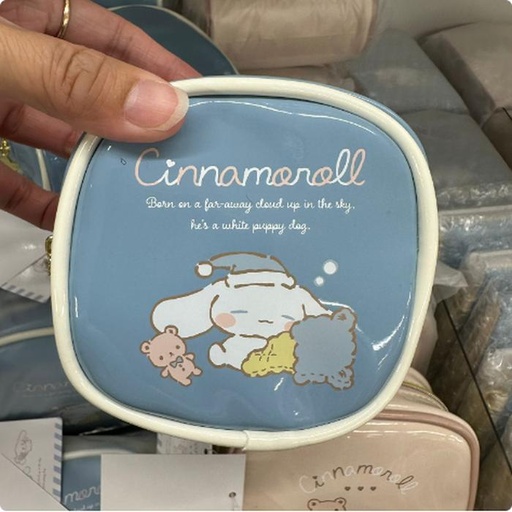 Cinnamoroll
Born on a far-away cloud up in the sky,
he's a white puppy dog.
Cinnamoroll